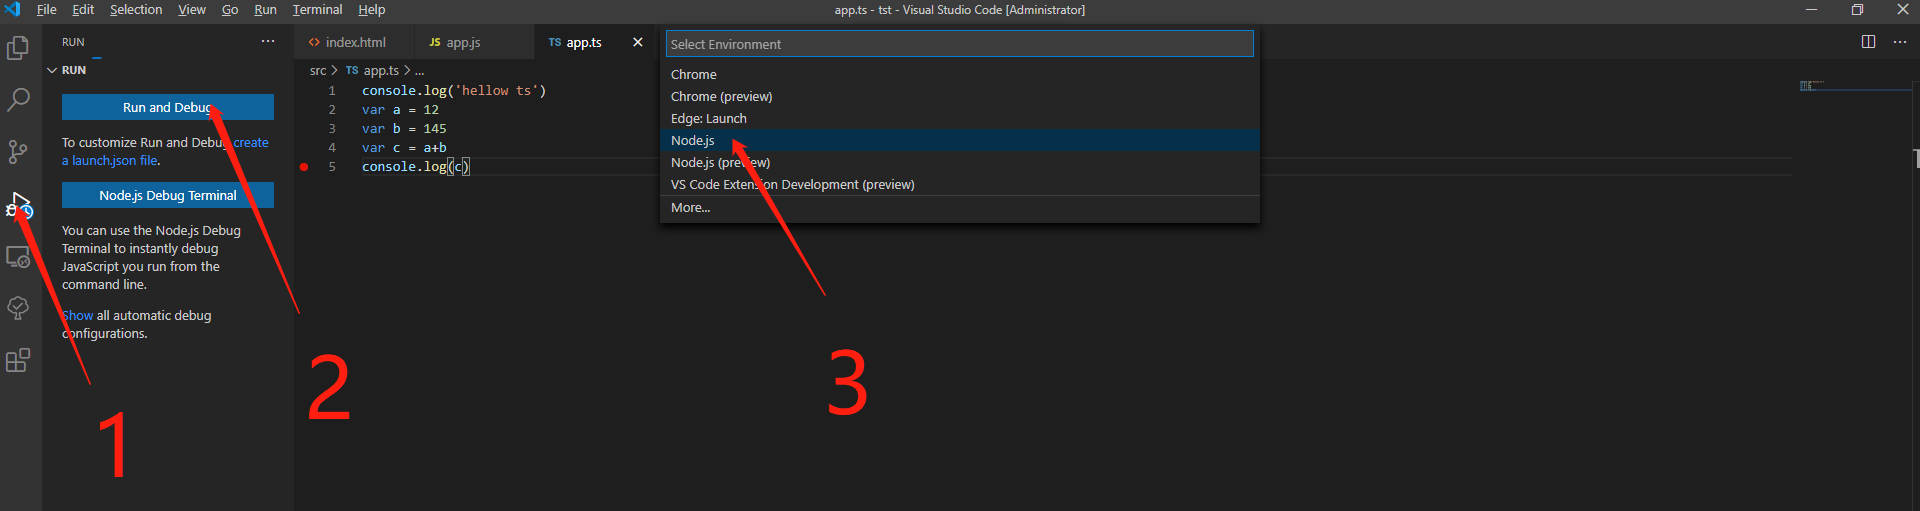 File Edit Selection View Go Run Terminal Help
app.ts - tst - Visual Studio Code [Administrator]
RUN ...
RUN
Run and Debug
To customize Run and Debug create
a launch.json file.
Node.js Debug Terminal
You can use the Node.js Debug
Terminal to instantly debug
JavaScript you run from the
command line.
Show all automatic debug
configurations.
<> index.html JS app.js TS app.ts
src > TS app.ts > ...
1 console.log('hellow ts')
2 var a = 12
3 var b = 145
4 var c = a+b
5 console.log(c)
Select Environment
Chrome
Chrome (preview)
Edge: Launch
Node.js
Node.js (preview)
VS Code Extension Development (preview)
More...
1
2
3